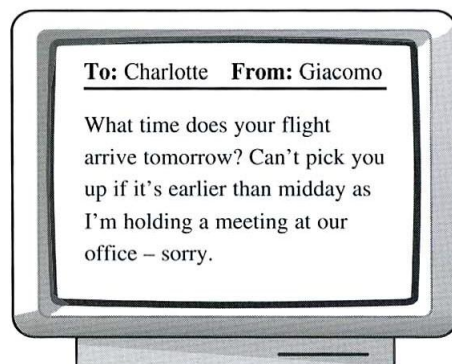 To: Charlotte From: Giacomo
What time does your flight
arrive tomorrow? Can't pick you
up if it's earlier than midday as
I'm holding a meeting at our
office – sorry.